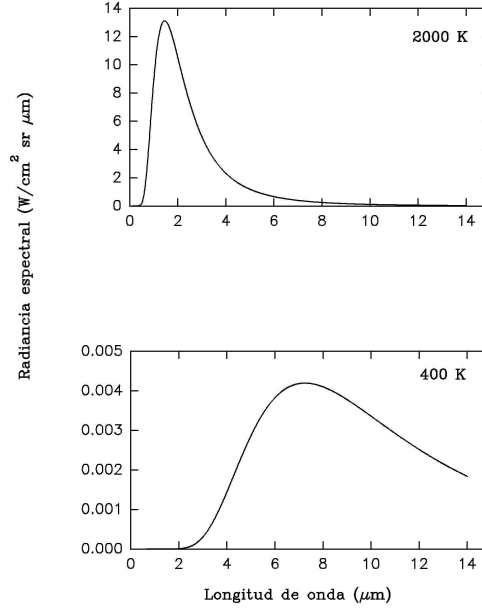 Radiancia espectral (W/cm² sr μm)
2000 K
14
12
10
8
6
4
2
0
0 2 4 6 8 10 12 14
400 K
0.005
0.004
0.003
0.002
0.001
0.000
0 2 4 6 8 10 12 14
Longitud de onda (μm)